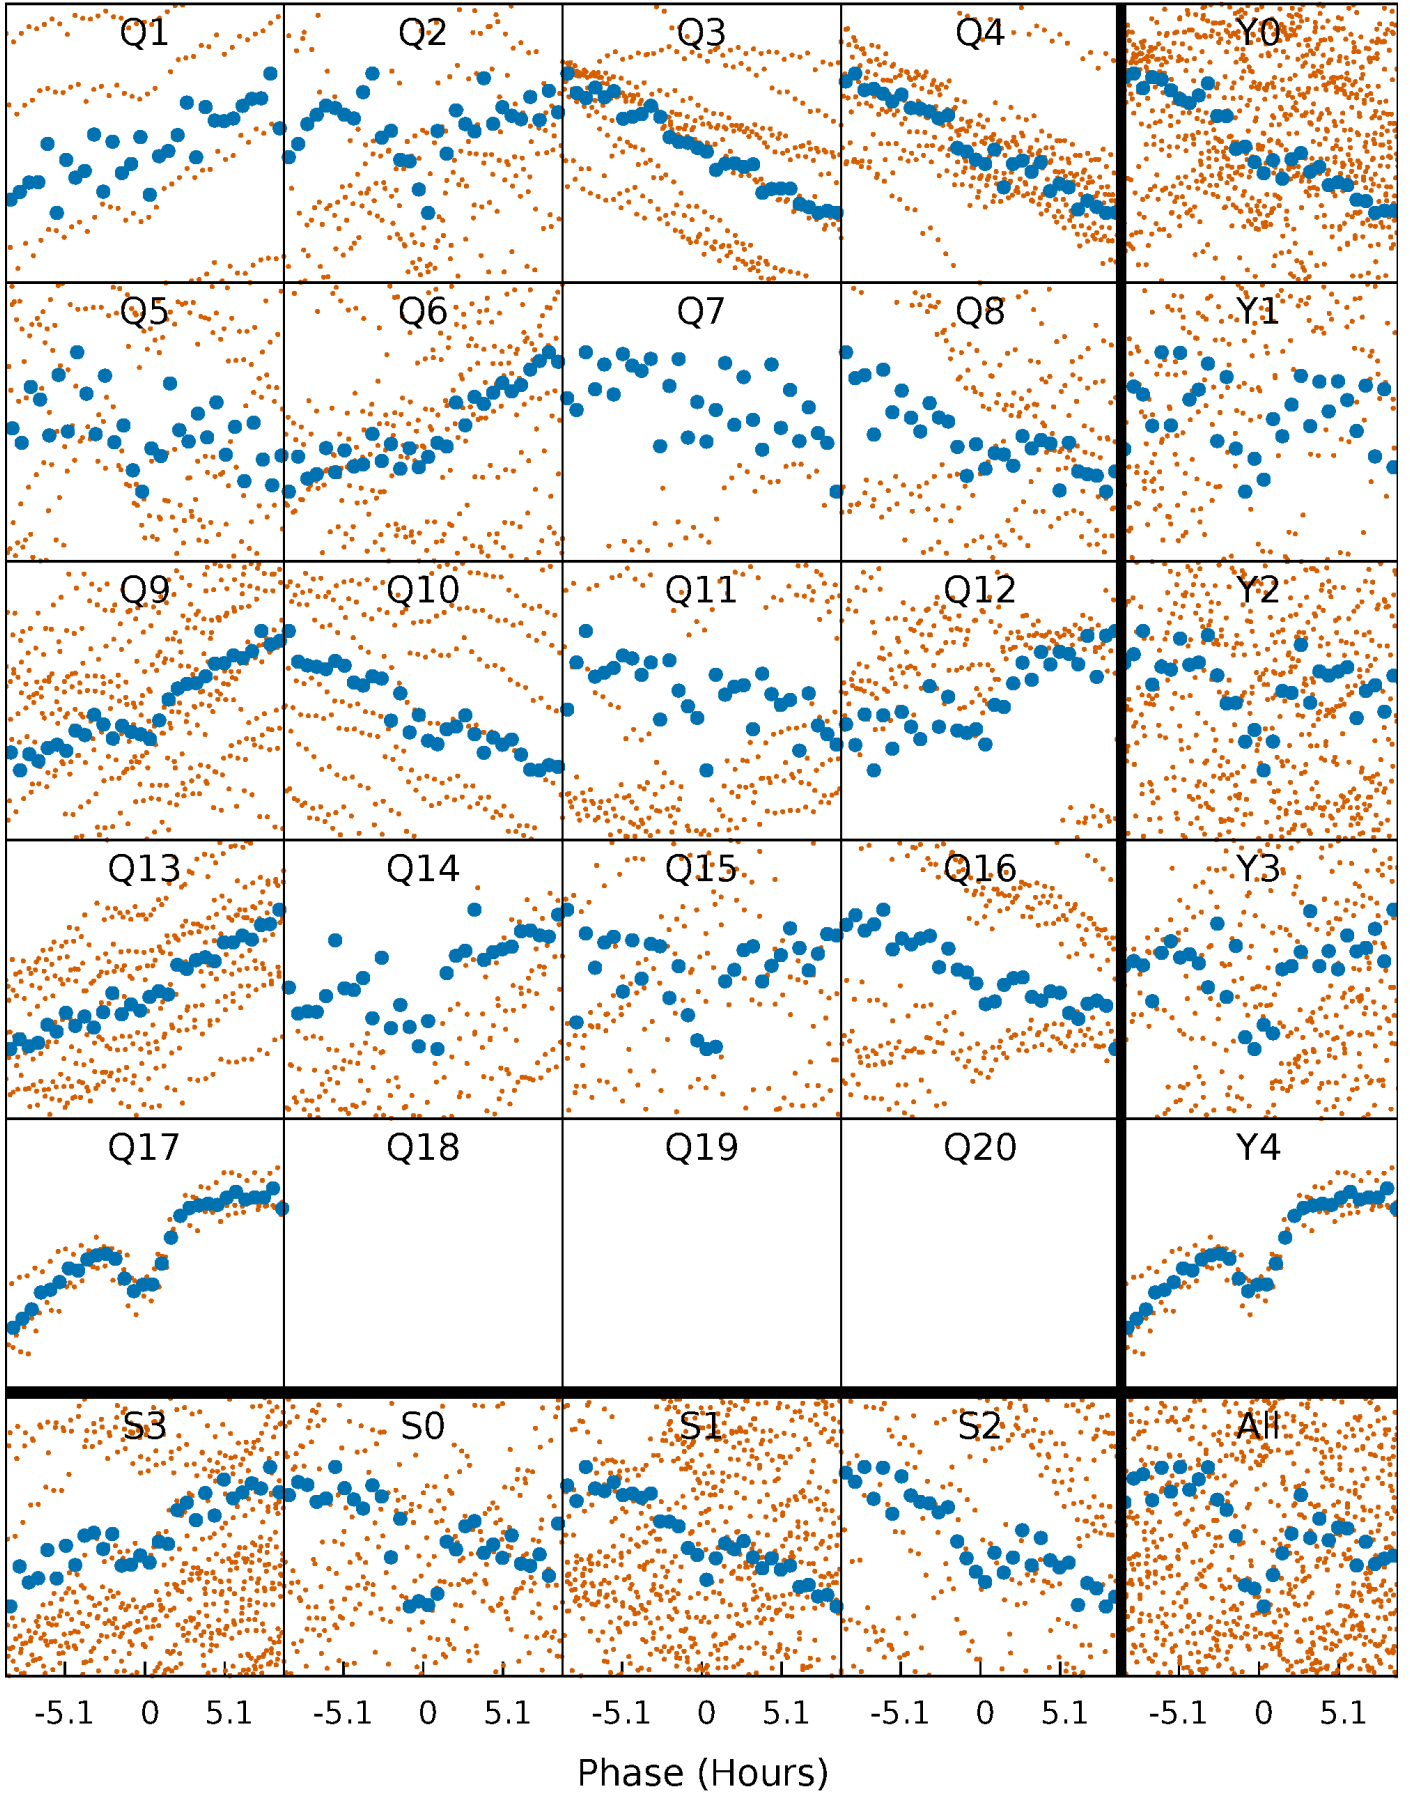 Q1 Q2 Q3 Q4 Y0
Q5 Q6 Q7 Q8 Y1
Q9 Q10 Q11 Q12 Y2
Q13 Q14 Q15 Q16 Y3
Q17 Q18 Q19 Q20 Y4
S3 S0 S1 S2 All
-5.1 0 5.1 -5.1 0 5.1 -5.1 0 5.1 -5.1 0 5.1 -5.1 0 5.1
Phase (Hours)